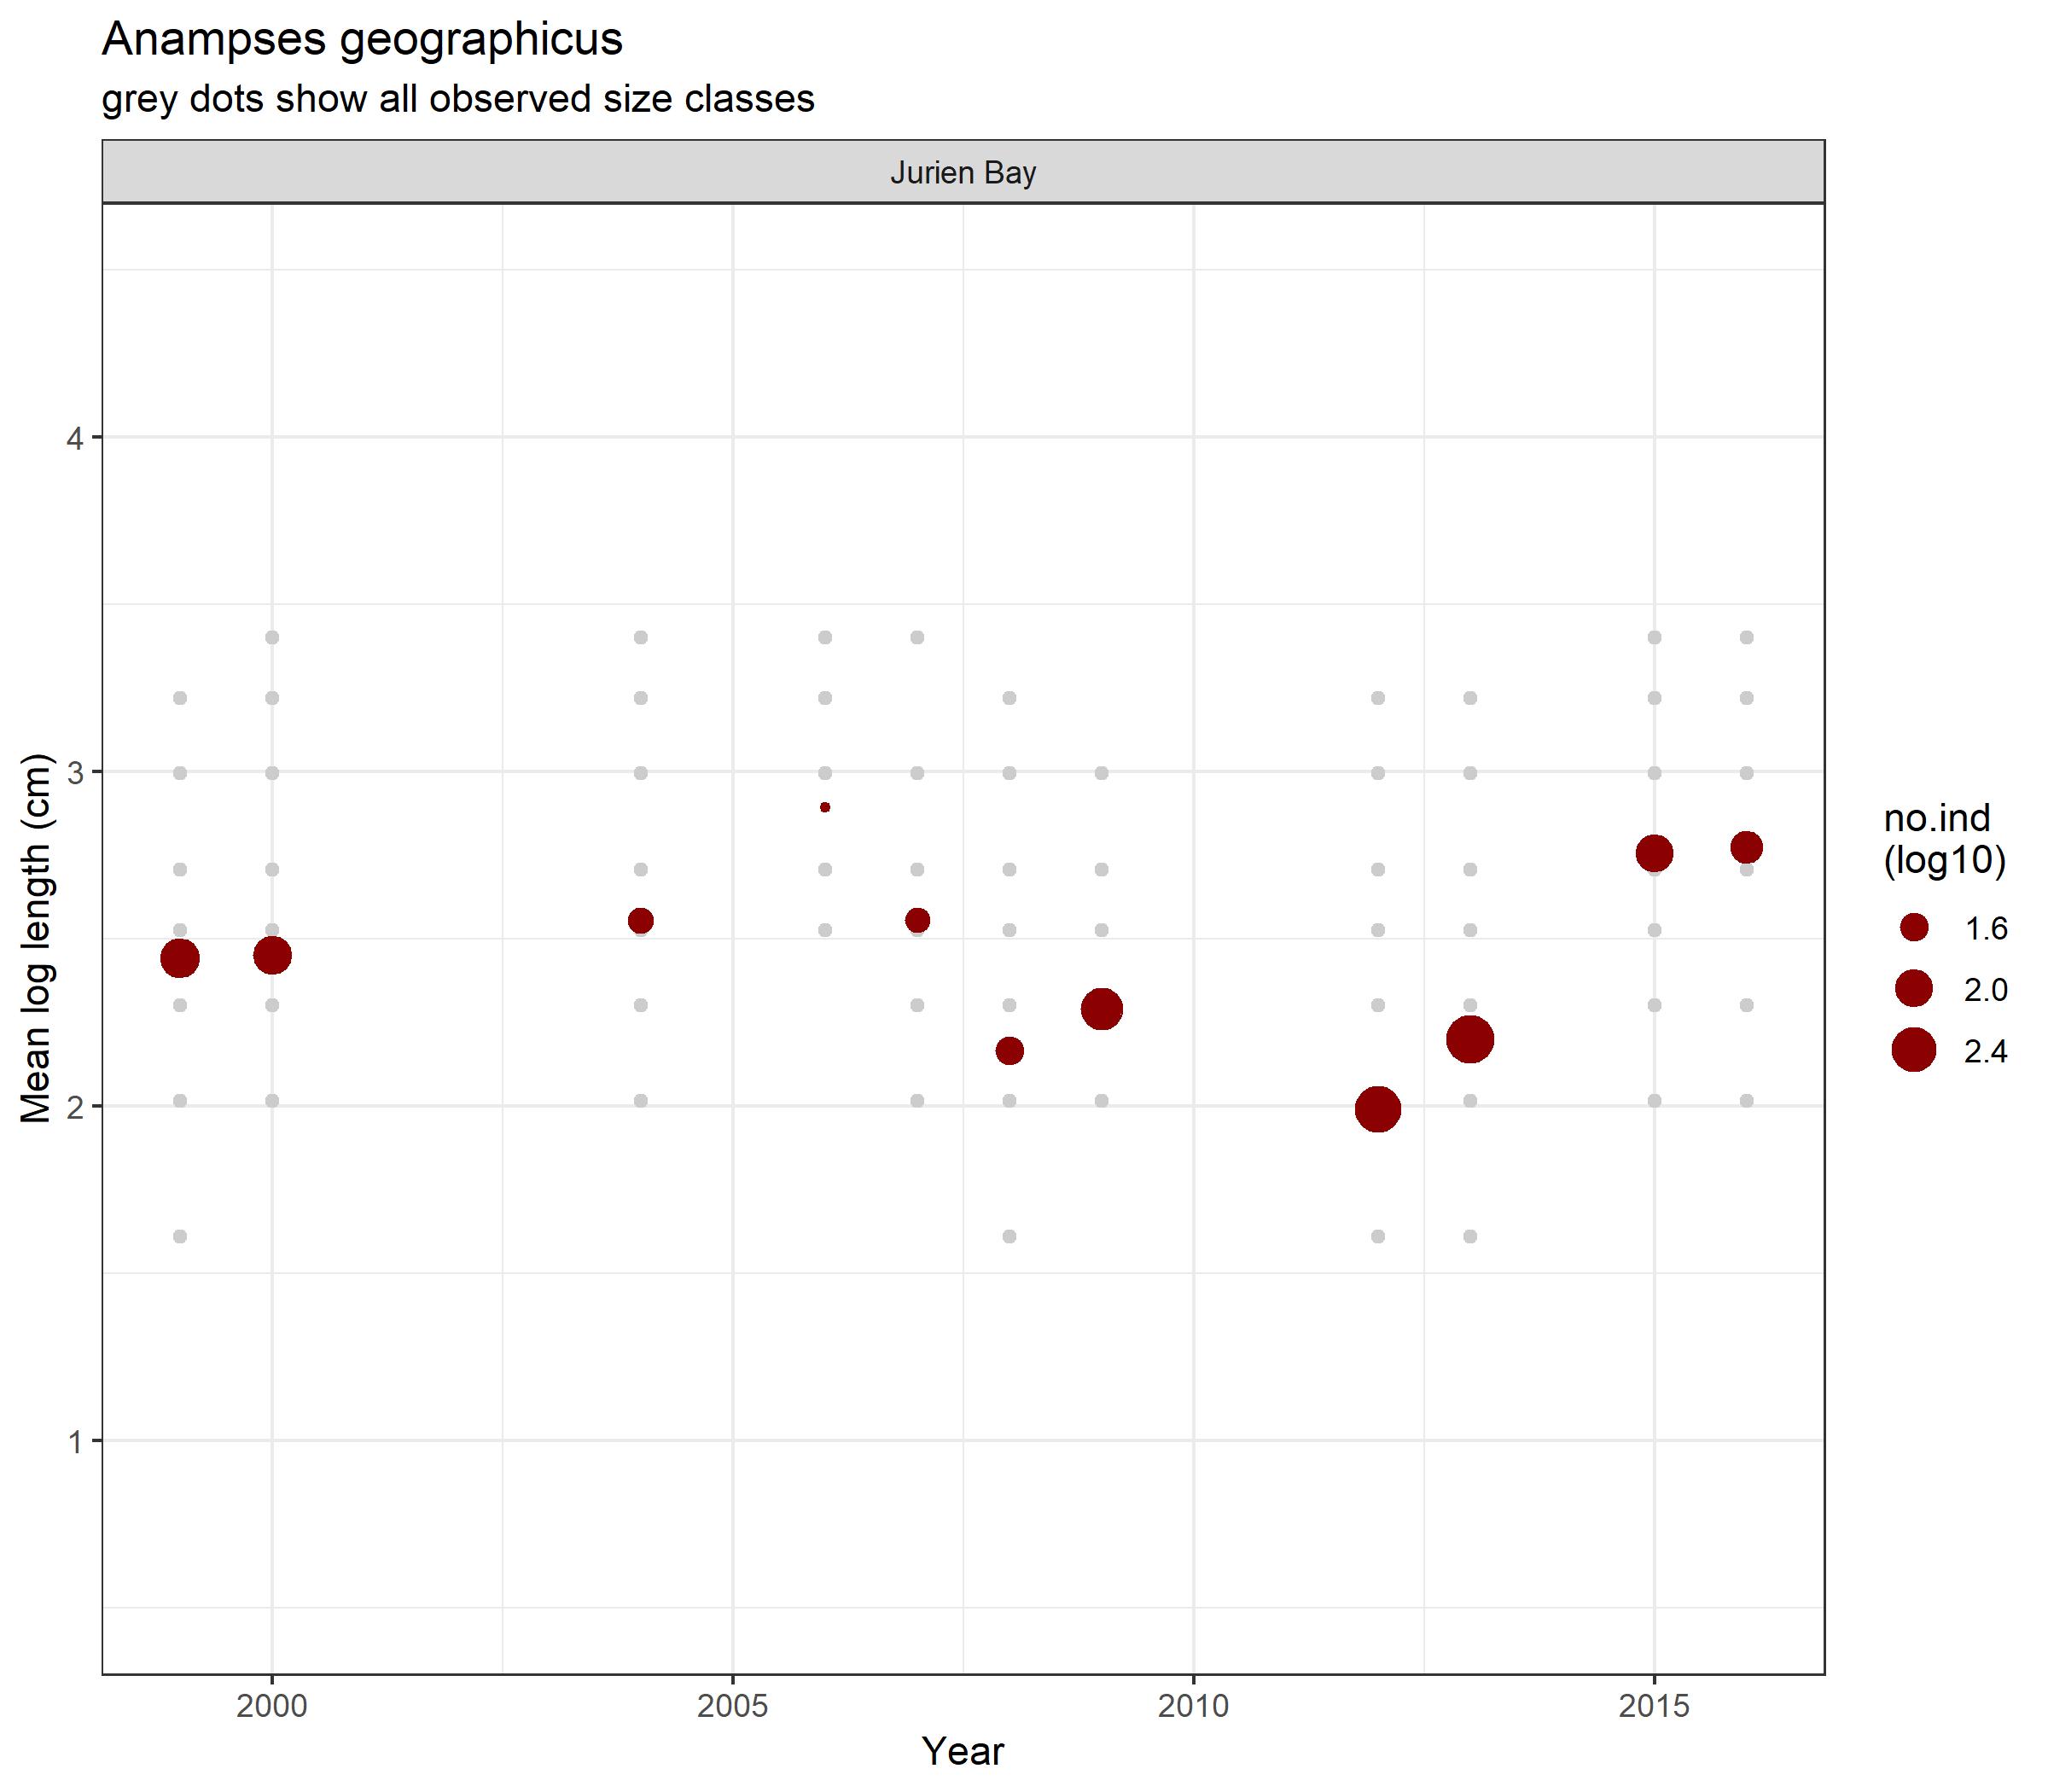 Anampses geographicus
grey dots show all observed size classes
Jurien Bay
Mean log length (cm)
4
3
2
1
2000
2005
2010
2015
Year
no.ind
(log10)
1.6
2.0
2.4